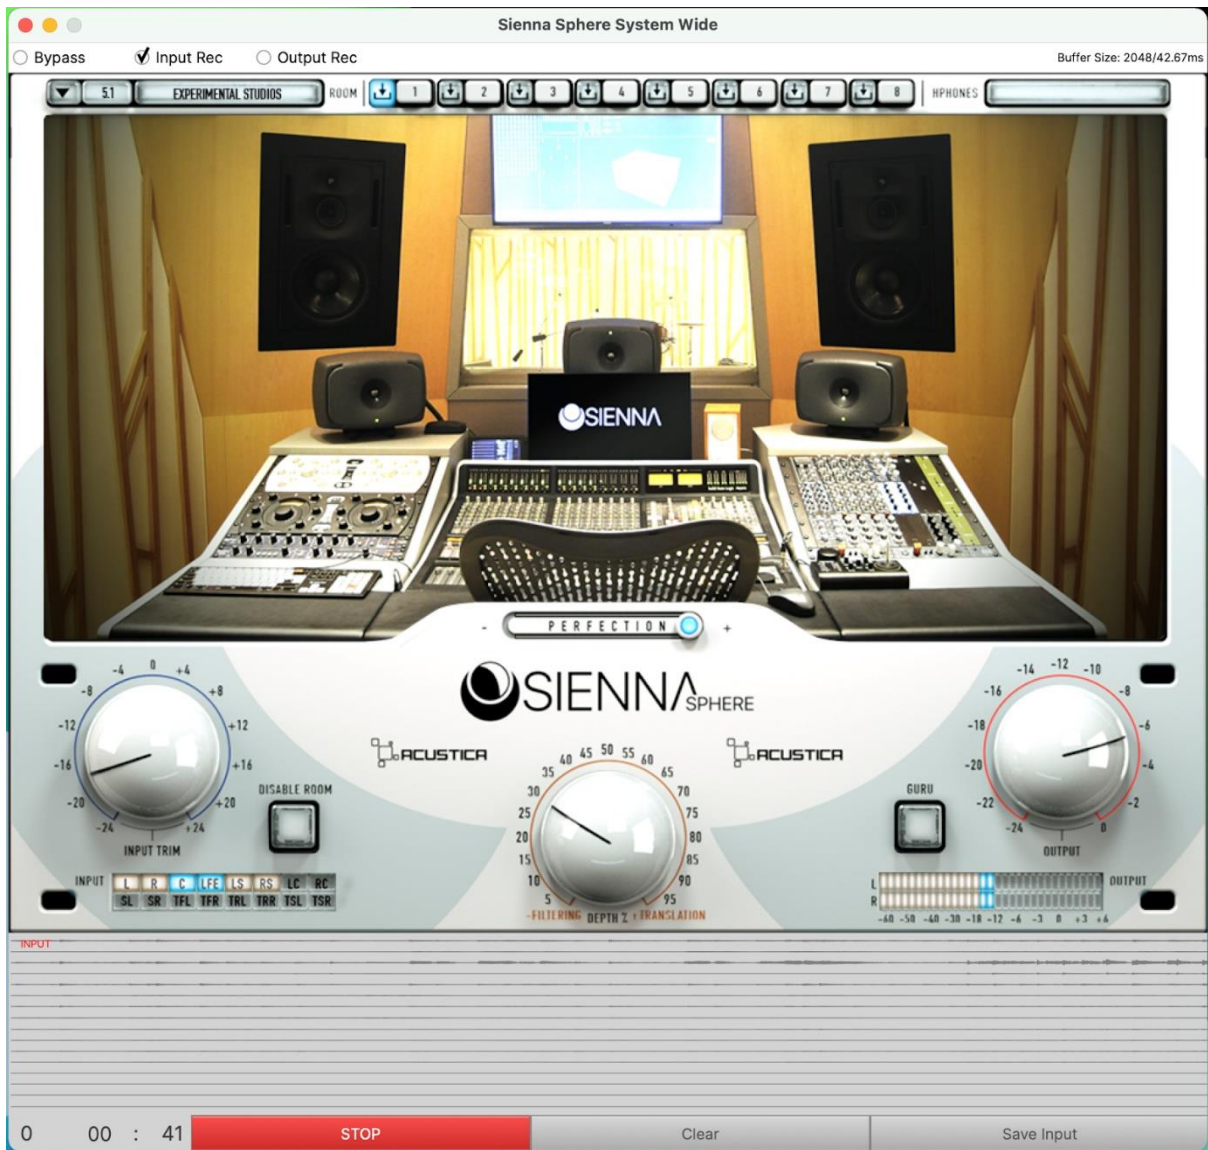 Sienna Sphere System Wide
Bypass Input Rec Output Rec Buffer Size: 2048/42.67ms
5.1 EXPERIMENTAL STUDIOS ROOM 1 2 3 4 5 6 7 8 HPHONES
SIENNA
- PERFECTION +
SIENNA SPHERE
ACUSTICA ACUSTICA
-24 -20 -16 -12 -8 -4 0 +4 +8 +12 +16 +20 +24
INPUT TRIM
DISABLE ROOM
5 10 15 20 25 30 35 40 45 50 55 60 65 70 75 80 85 90 95
-FILTERING DEPTH % +TRANSLATION
GURU
-24 -22 -20 -18 -16 -14 -12 -10 -8 -6 -4 -2 0
OUTPUT
INPUT L R C LFE LS RS LC RC
SL SR TFL TFR TRL TRR TSL TSR
L OUTPUT
R
-60 -50 -40 -30 -18 -12 -6 -3 0 +3 +6
INPUT
0 00 : 41 STOP Clear Save Input